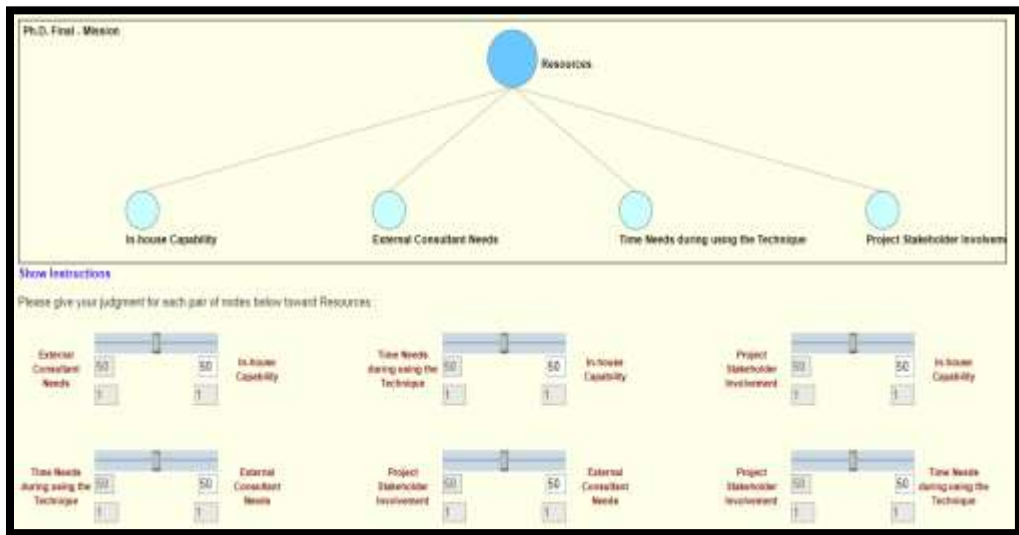 Ph.D. Final - Mission
Resources
In-house Capability
External Consultant Needs
Time Needs during using the Technique
Project Stakeholder Involvem
Show Instructions
Please give your judgment for each pair of nodes below toward Resources
External
Consultant
Needs
50
50
1
1
In-house
Capability
Time Needs
during using the
Technique
50
50
1
1
In-house
Capability
Project
Stakeholder
Involvement
50
50
1
1
In-house
Capability
Time Needs
during using the
Technique
50
50
1
1
External
Consultant
Needs
Project
Stakeholder
Involvement
50
50
1
1
External
Consultant
Needs
Project
Stakeholder
Involvement
50
50
1
1
Time Needs
during using the
Technique